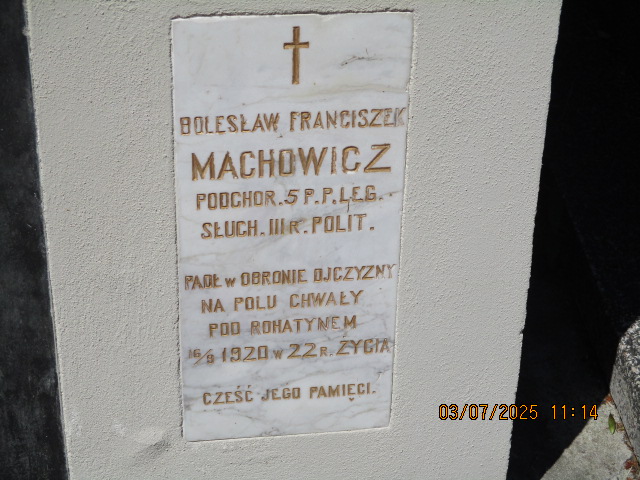 BOLESŁAW FRANCISZEK
MACHOWICZ
PODCHOR. 5 P.P.LEG.
SŁUCH. III R. POLIT.
PADŁ W OBRONIE OJCZYZNY
NA POLU CHWAŁY
POD ROHATYNEM
16/9 1920 W 22 R. ŻYCIA
CZEŚĆ JEGO PAMIĘCI.
03/07/2025 11:14